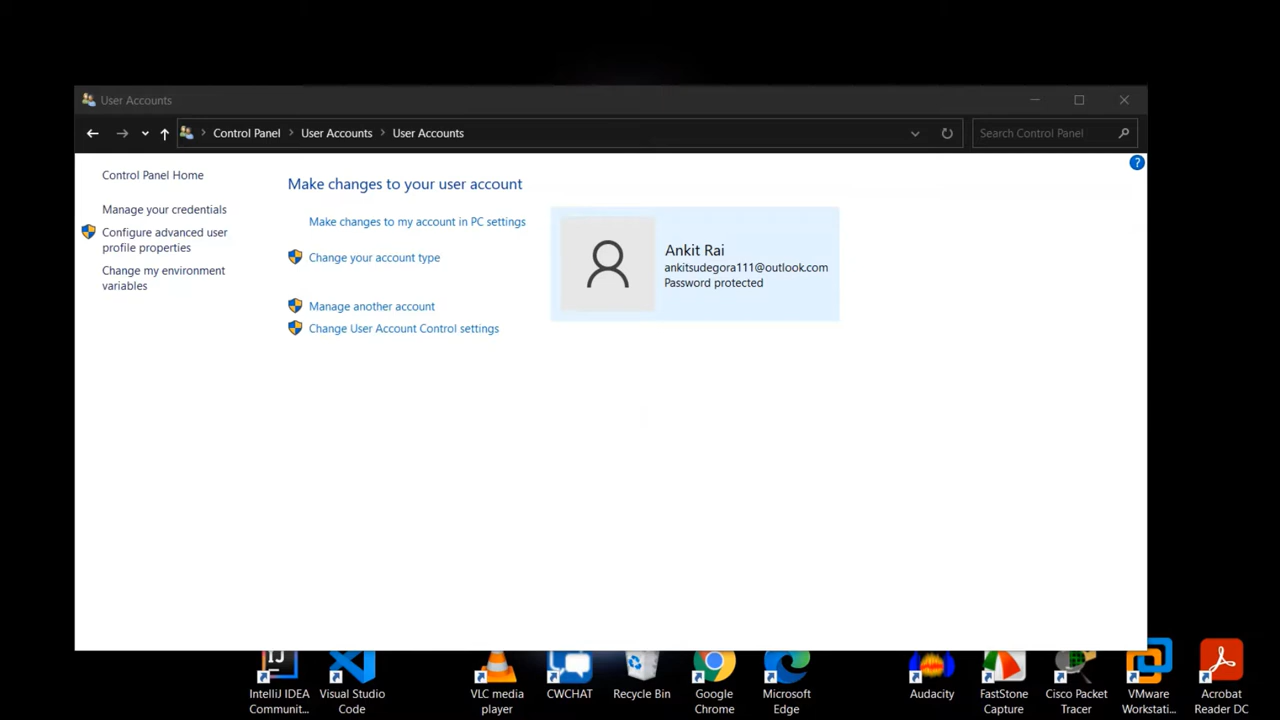 User Accounts
Control Panel
User Accounts
User Accounts
Search Control Panel
?
Control Panel Home
Manage your credentials
Configure advanced user
profile properties
Change my environment
variables
Make changes to your user account
Make changes to my account in PC settings
Change your account type
Manage another account
Change User Account Control settings
Ankit Rai
ankitsudegora111@outlook.com
Password protected
IJ
IntelliJ IDEA
Communit...
Visual Studio
Code
VLC media
player
CWCHAT
Recycle Bin
Google
Chrome
Microsoft
Edge
Audacity
FastStone
Capture
Cisco Packet
Tracer
VMware
Workstati...
Acrobat
Reader DC